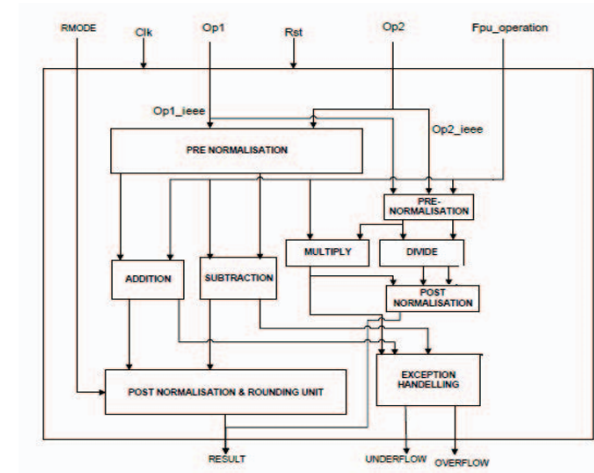 RMODE
Clk
Op1
Rst
Op2
Fpu_operation
Op1_ieee
Op2_ieee
PRE NORMALISATION
PRE-
NORMALISATION
MULTIPLY
DIVIDE
ADDITION
SUBTRACTION
POST
NORMALISATION
POST NORMALISATION & ROUNDING UNIT
EXCEPTION
HANDELLING
RESULT
UNDERFLOW
OVERFLOW